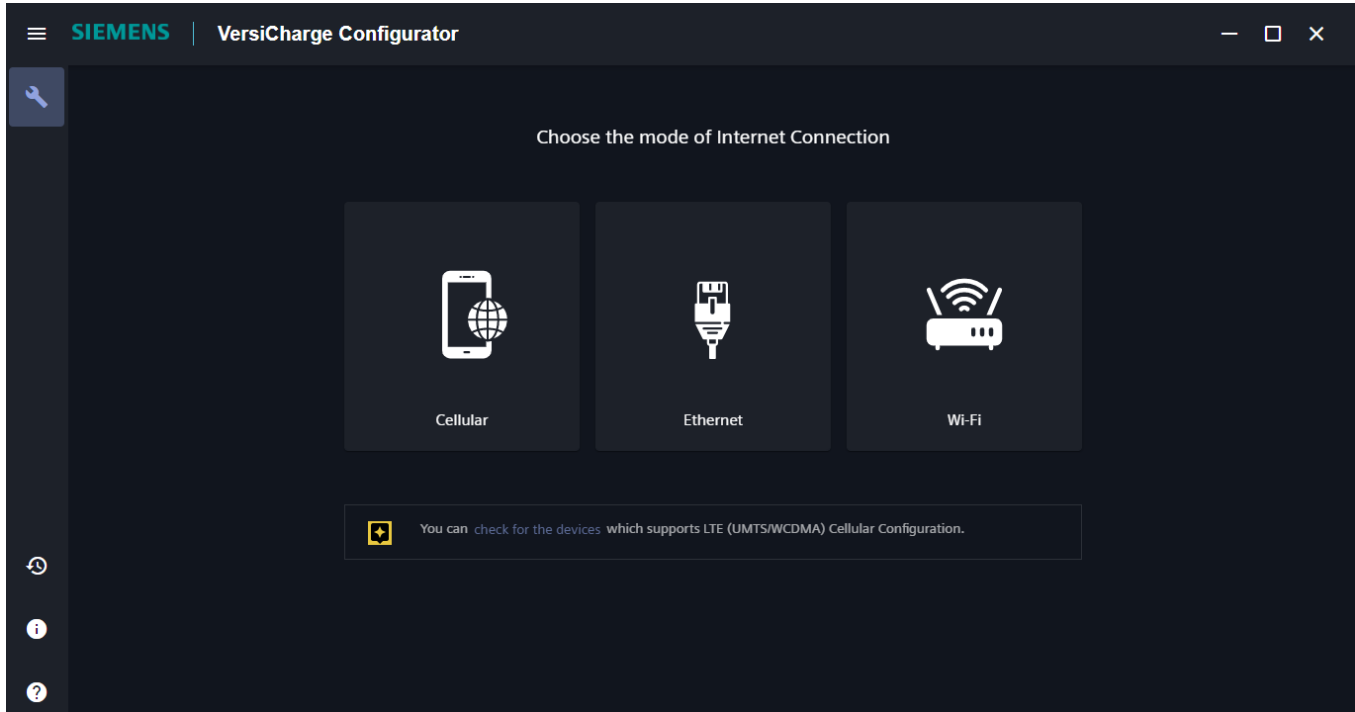 SIEMENS VersiCharge Configurator
Choose the mode of Internet Connection
Cellular Ethernet Wi-Fi
You can check for the devices which supports LTE (UMTS/WCDMA) Cellular Configuration.